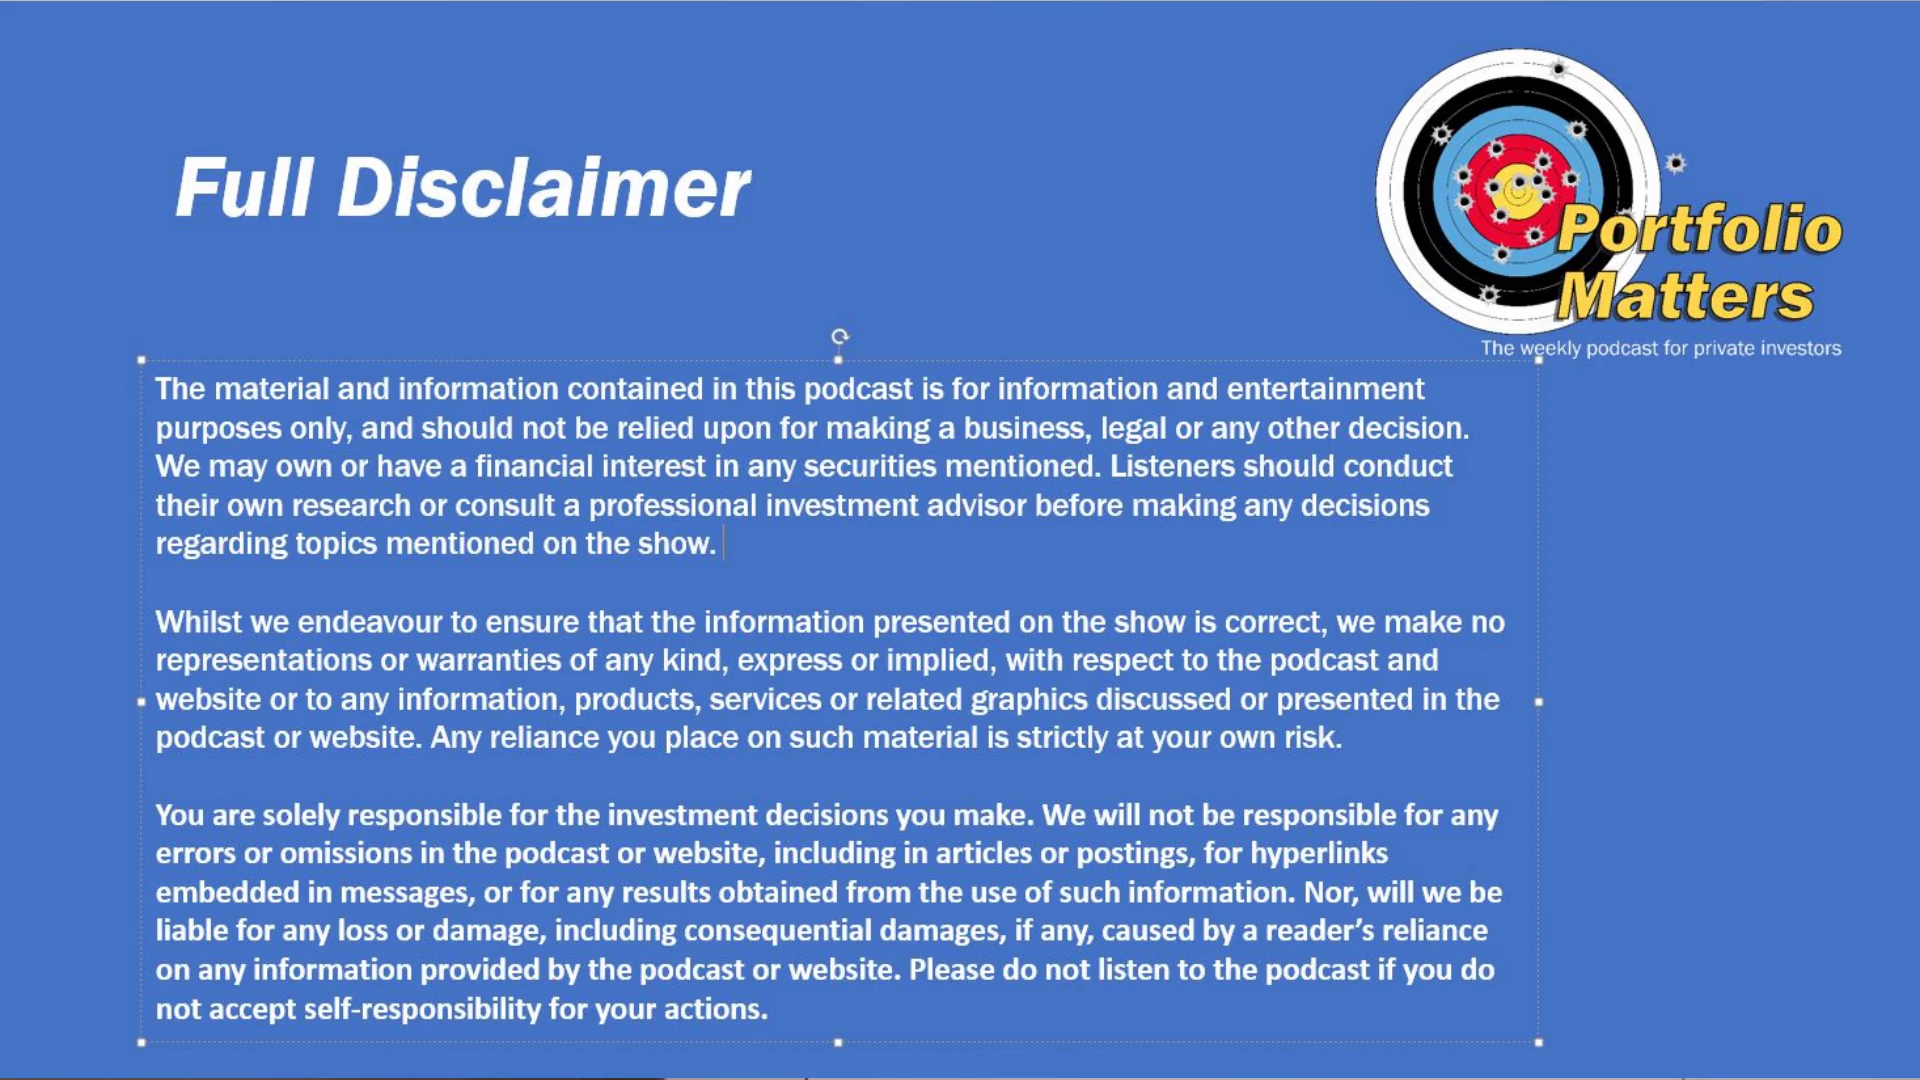 Full Disclaimer
Portfolio
Matters
The weekly podcast for private investors
The material and information contained in this podcast is for information and entertainment
purposes only, and should not be relied upon for making a business, legal or any other decision.
We may own or have a financial interest in any securities mentioned. Listeners should conduct
their own research or consult a professional investment advisor before making any decisions
regarding topics mentioned on the show.
Whilst we endeavour to ensure that the information presented on the show is correct, we make no
representations or warranties of any kind, express or implied, with respect to the podcast and
website or to any information, products, services or related graphics discussed or presented in the
podcast or website. Any reliance you place on such material is strictly at your own risk.
You are solely responsible for the investment decisions you make. We will not be responsible for any
errors or omissions in the podcast or website, including in articles or postings, for hyperlinks
embedded in messages, or for any results obtained from the use of such information. Nor, will we be
liable for any loss or damage, including consequential damages, if any, caused by a reader’s reliance
on any information provided by the podcast or website. Please do not listen to the podcast if you do
not accept self-responsibility for your actions.